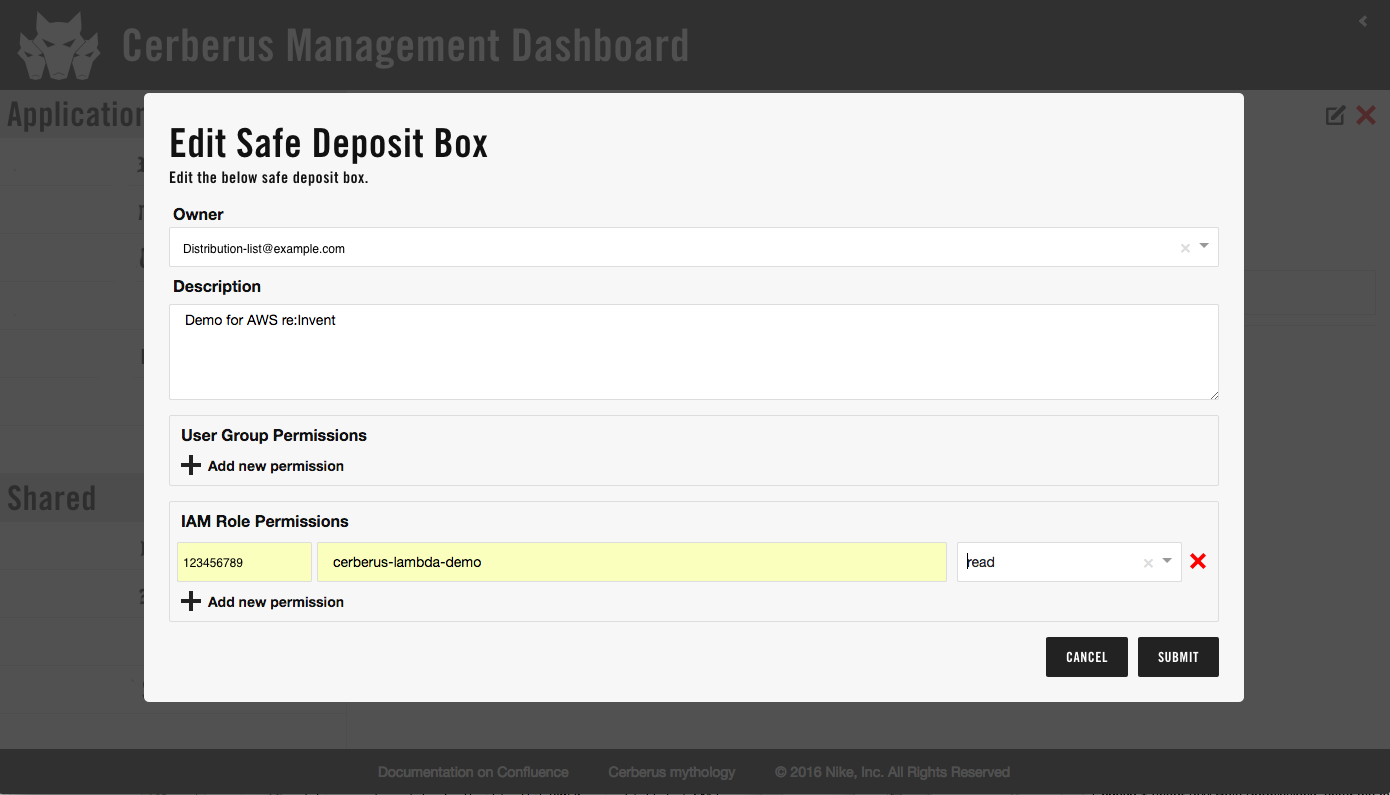 Cerberus Management Dashboard
Application
Edit Safe Deposit Box
Edit the below safe deposit box.
Owner
Distribution-list@example.com
Description
Demo for AWS re:Invent
User Group Permissions
Add new permission
Shared
IAM Role Permissions
123456789 cerberus-lambda-demo read
Add new permission
CANCEL SUBMIT
Documentation on Confluence Cerberus mythology © 2016 Nike, Inc. All Rights Reserved